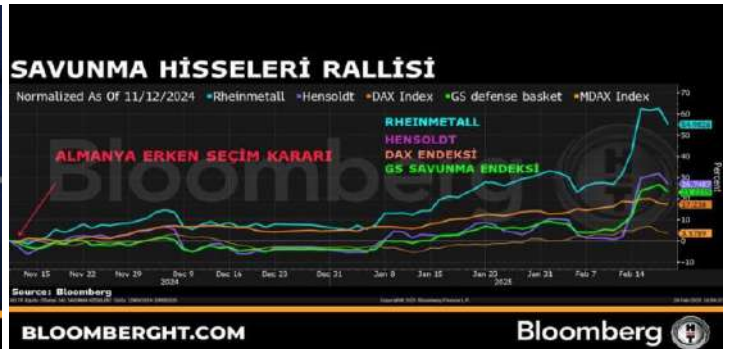 SAVUNMA HİSSELERİ RALLİSİ
Normalized As Of 11/12/2024 Rheinmetall Hensoldt DAX Index GS defense basket MDAX Index
70
60
RHEINMETALL
HENSOLDT
DAX ENDEKSİ
GS SAVUNMA ENDEKSİ
ALMANYA ERKEN SEÇİM KARARI
Bloomberg
40
30
Percent
10
0
-10
Nov 15 Nov 22 Nov 29 Dec 9 Dec 16 Dec 23 Dec 31 Jan 8 Jan 15 Jan 23 Jan 31 Feb 7 Feb 14
2024 2025
Source: Bloomberg
BLOOMBERGHT.COM
Bloomberg HT